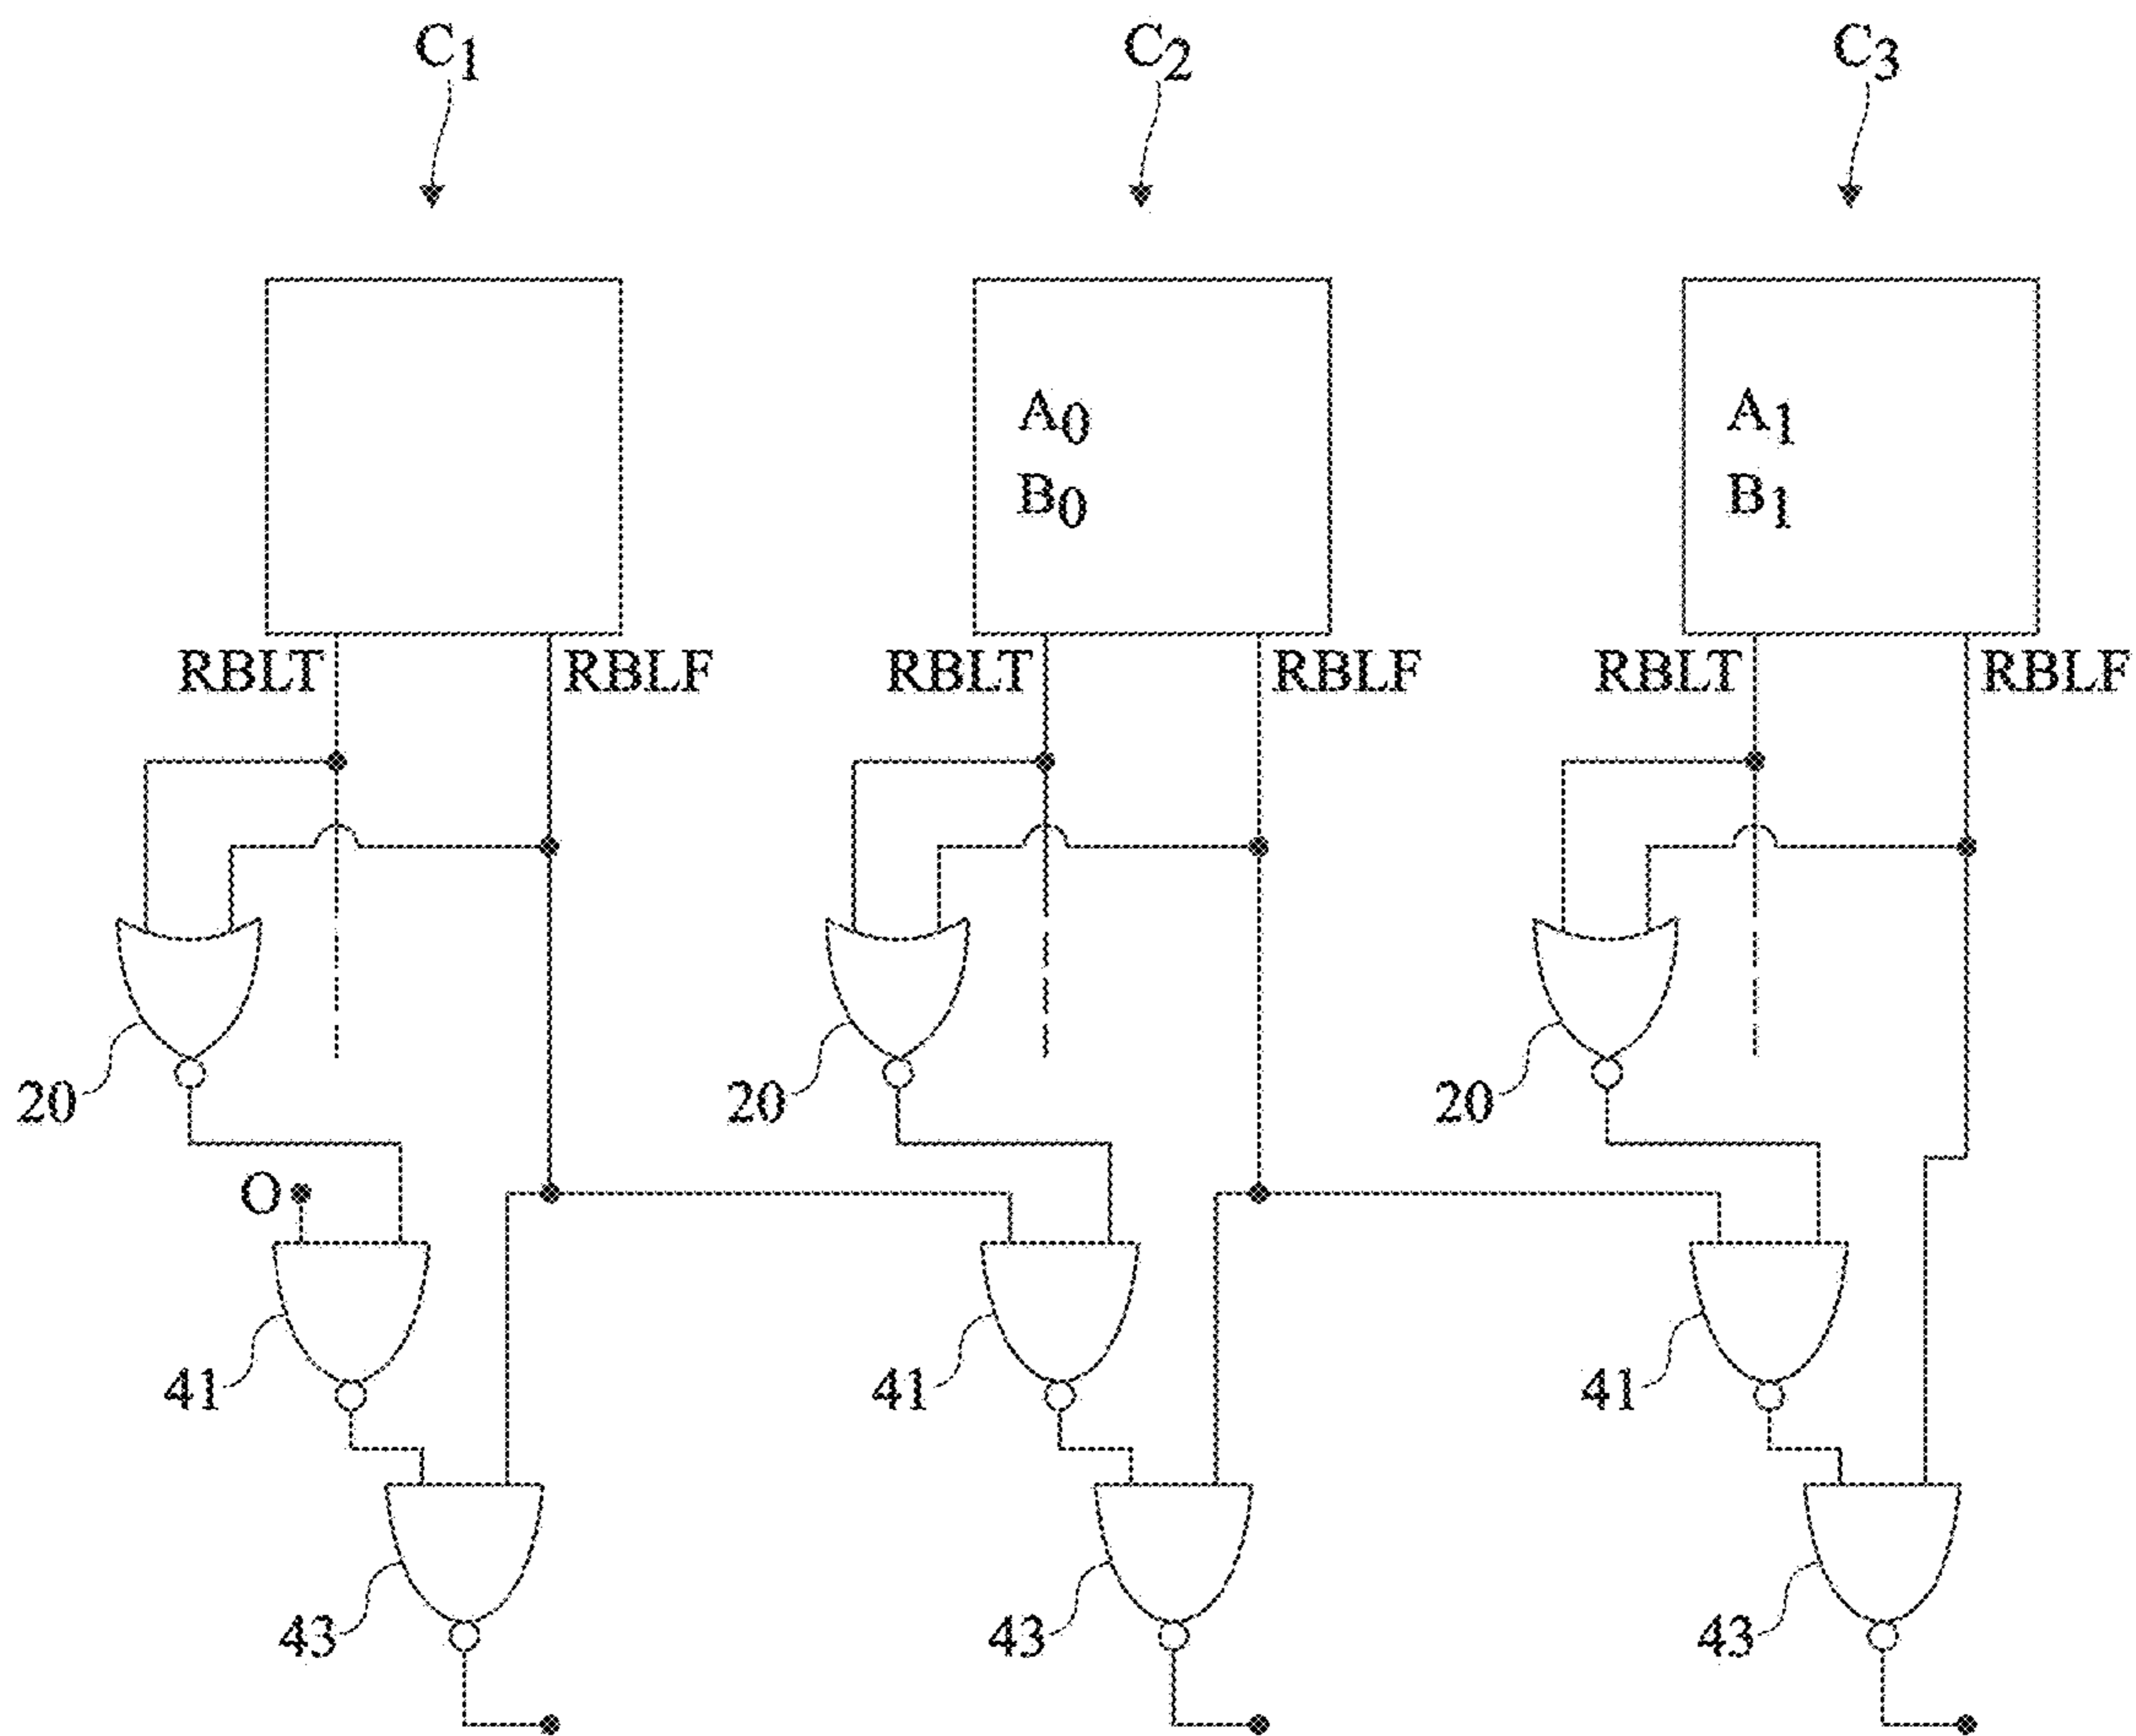 C1 C2 C3
A0 A1
B0 B1
RBLT RBLF RBLT RBLF RBLT RBLF
20 20 20
O
41 41 41
43 43 43